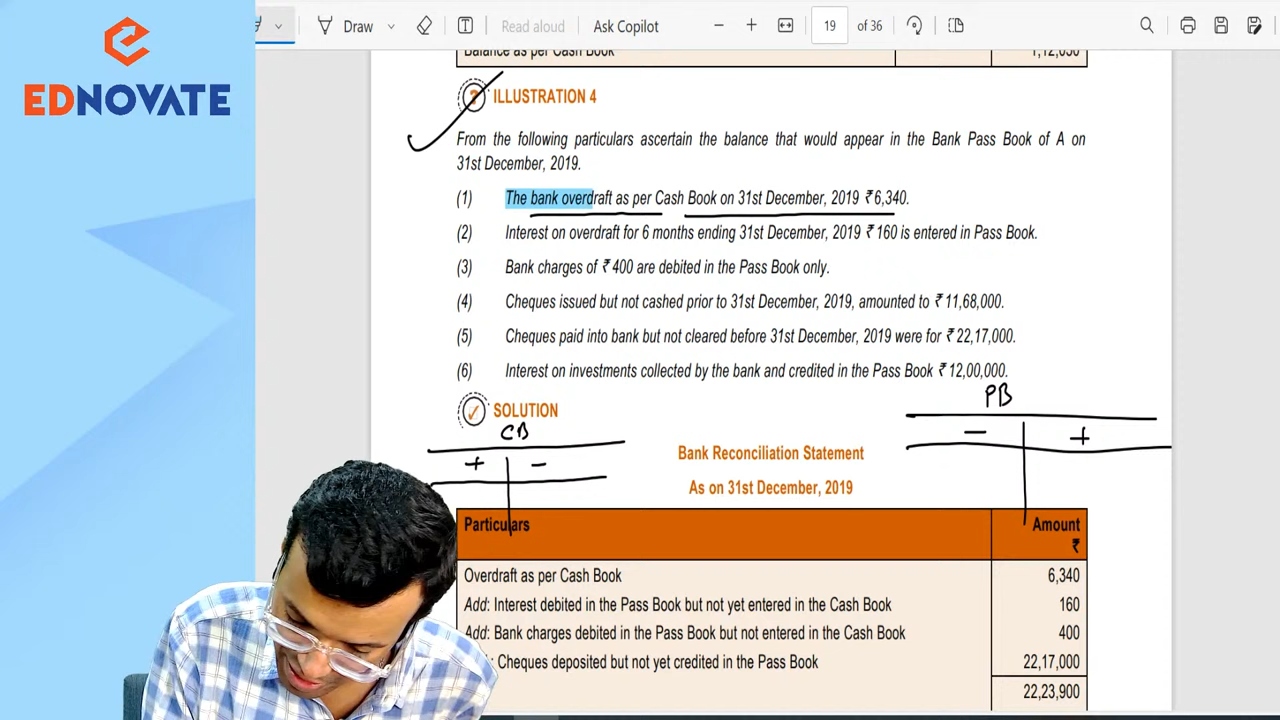 Draw
Read aloud
Ask Copilot
19 of 36
EDNOVATE
Balance as per Cash Book 1,12,050
ILLUSTRATION 4
From the following particulars ascertain the balance that would appear in the Bank Pass Book of A on
31st December, 2019.
(1) The bank overdraft as per Cash Book on 31st December, 2019 ₹ 6,340.
(2) Interest on overdraft for 6 months ending 31st December, 2019 ₹ 160 is entered in Pass Book.
(3) Bank charges of ₹ 400 are debited in the Pass Book only.
(4) Cheques issued but not cashed prior to 31st December, 2019, amounted to ₹ 11,68,000.
(5) Cheques paid into bank but not cleared before 31st December, 2019 were for ₹ 22,17,000.
(6) Interest on investments collected by the bank and credited in the Pass Book ₹ 12,00,000.
PB
SOLUTION
CB
− +
+ −
Bank Reconciliation Statement
As on 31st December, 2019
Particulars Amount
₹
Overdraft as per Cash Book 6,340
Add: Interest debited in the Pass Book but not yet entered in the Cash Book 160
Add: Bank charges debited in the Pass Book but not entered in the Cash Book 400
: Cheques deposited but not yet credited in the Pass Book 22,17,000
22,23,900